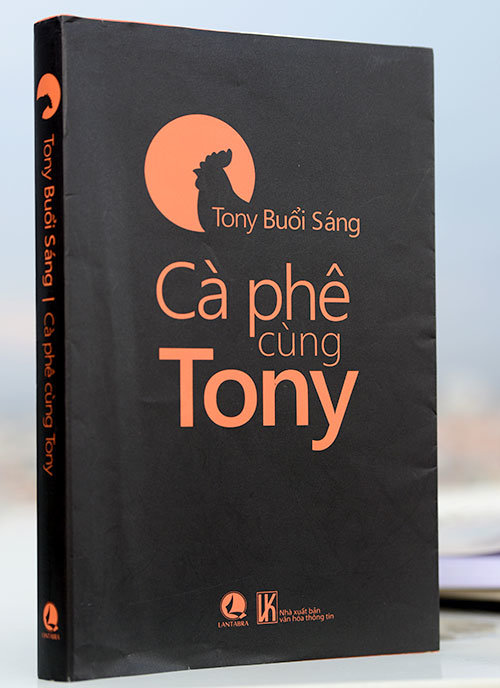 Tony Buổi Sáng | Cà phê cùng Tony
Tony Buổi Sáng
Cà phê
cùng
Tony
LANTABRA
VK
Nhà xuất bản
văn hóa thông tin